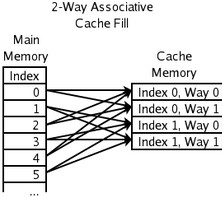 2-Way Associative
Cache Fill
Main
Memory
Index
0
1
2
3
4
5
...
Cache
Memory
Index 0, Way 0
Index 0, Way 1
Index 1, Way 0
Index 1, Way 1